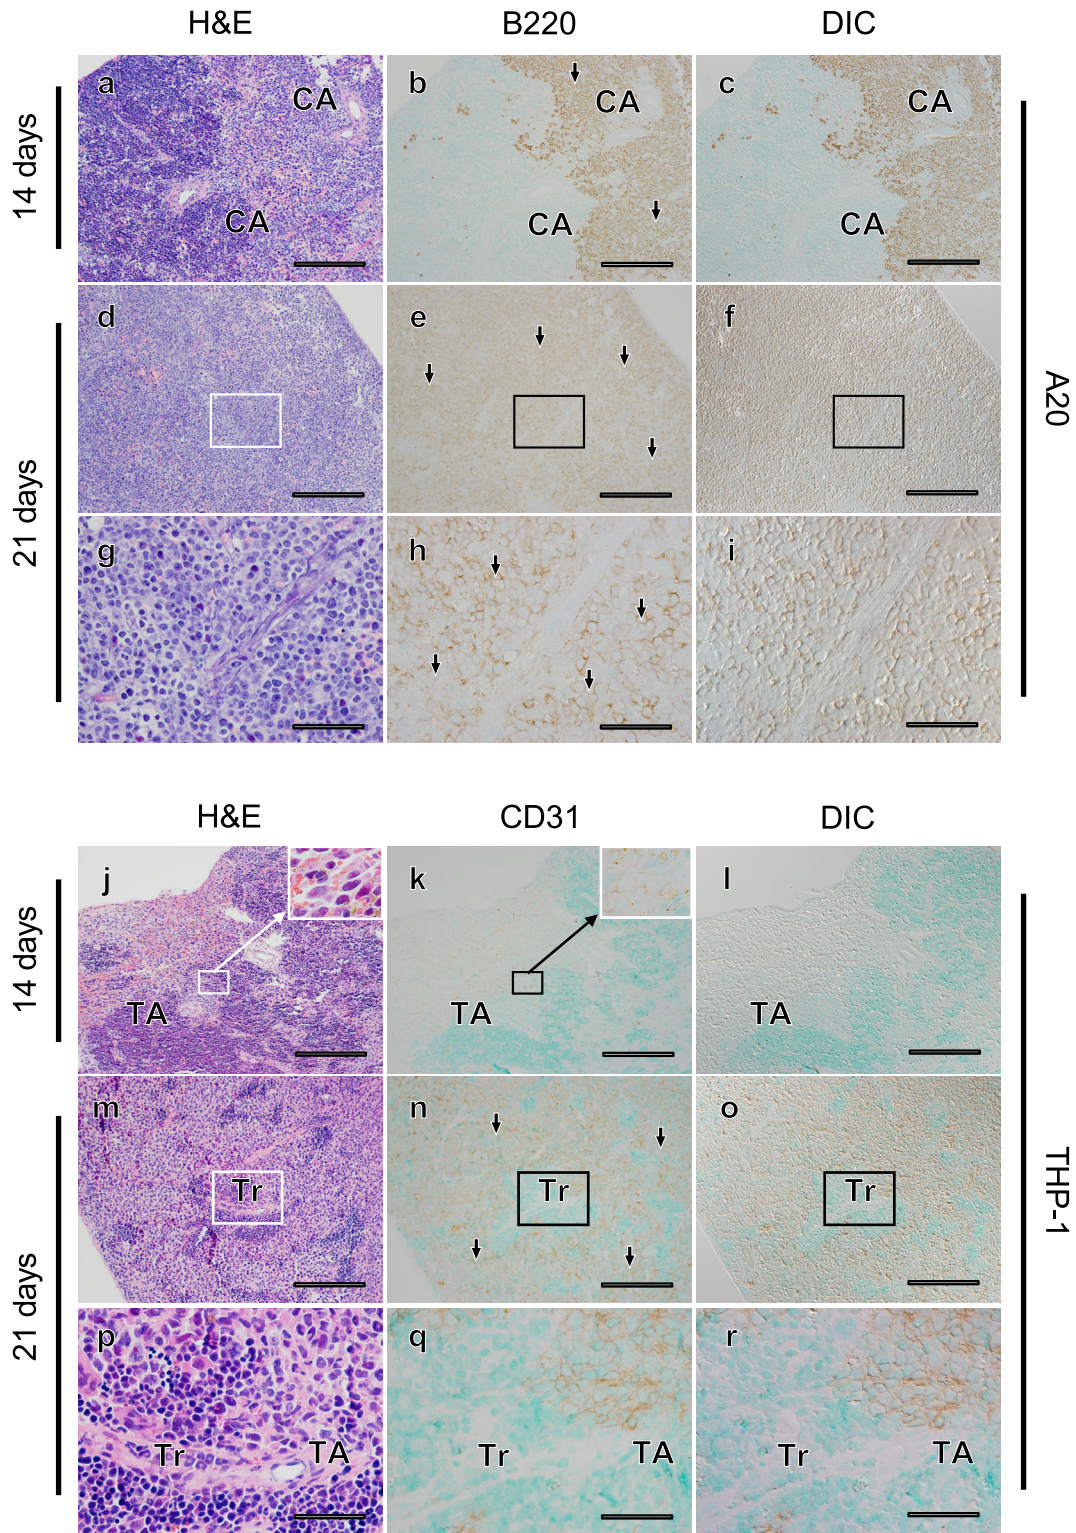 H&E B220 DIC
14 days
a CA CA
b CA CA
c CA CA
21 days
d
e
f
g
h
i
A20
H&E CD31 DIC
14 days
j TA
k TA
l TA
21 days
m Tr
n Tr
o Tr
p Tr TA
q Tr TA
r Tr TA
THP-1